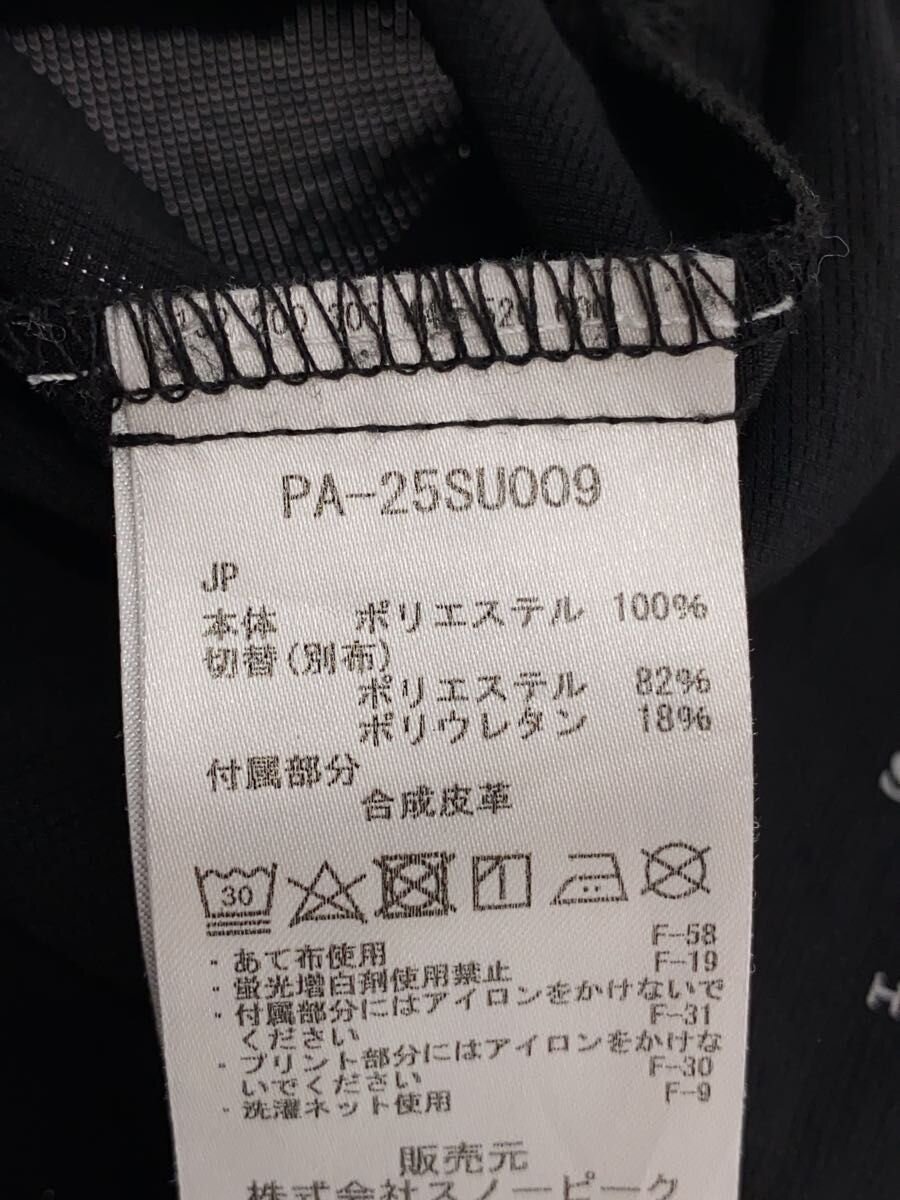 PA-25SU009
JP
本体 ポリエステル 100%
切替(別布)
ポリエステル 82%
ポリウレタン 18%
付属部分
合成皮革
30
・あて布使用 F-58
・蛍光増白剤使用禁止 F-19
・付属部分にはアイロンをかけないで
ください F-31
・プリント部分にはアイロンをかけな
いでください F-30
・洗濯ネット使用 F-9
販売元
株式会社スノーピーク